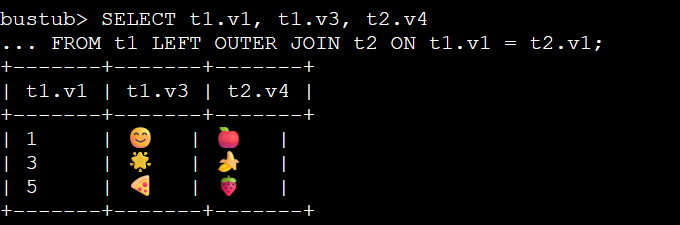 bustub> SELECT t1.v1, t1.v3, t2.v4
... FROM t1 LEFT OUTER JOIN t2 ON t1.v1 = t2.v1;
+-------+-------+-------+
| t1.v1 | t1.v3 | t2.v4 |
+-------+-------+-------+
| 1     | 😊   | 🍎   |
| 3     | 🌟   | 🍌   |
| 5     | 🍕   | 🍓   |
+-------+-------+-------+